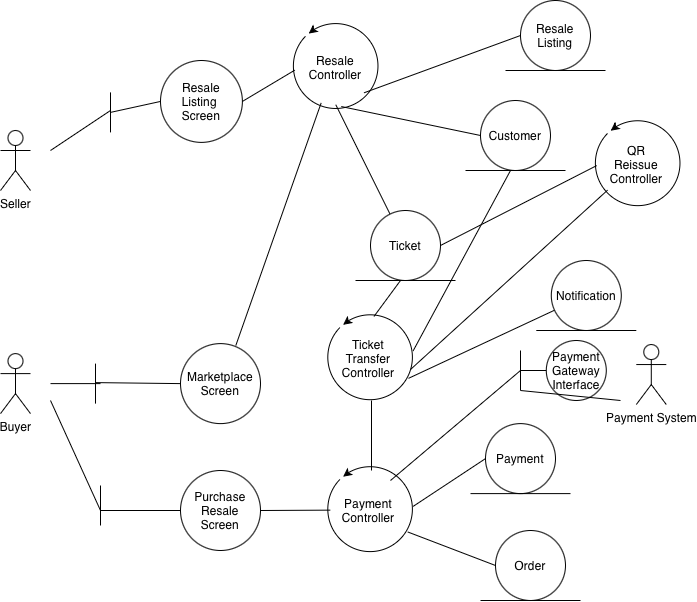 Resale
Listing
Resale
Controller
Resale
Listing
Screen
Customer
QR
Reissue
Controller
Seller
Ticket
Notification
Ticket
Transfer
Controller
Payment
Gateway
Interface
Marketplace
Screen
Payment System
Buyer
Payment
Purchase
Resale
Screen
Payment
Controller
Order